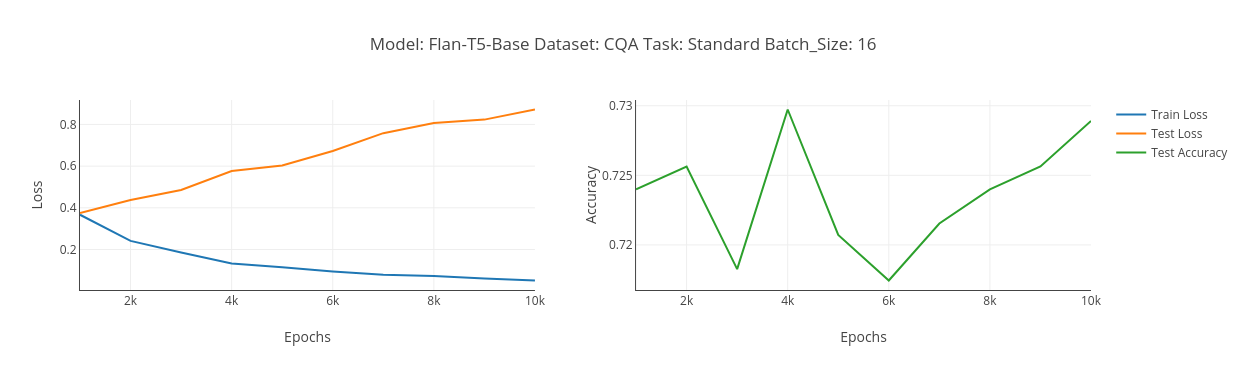 Model: Flan-T5-Base Dataset: CQA Task: Standard Batch_Size: 16
Loss
0.8
0.6
0.4
0.2
2k
4k
6k
8k
10k
Epochs
Accuracy
0.73
0.725
0.72
2k
4k
6k
8k
10k
Epochs
Train Loss
Test Loss
Test Accuracy